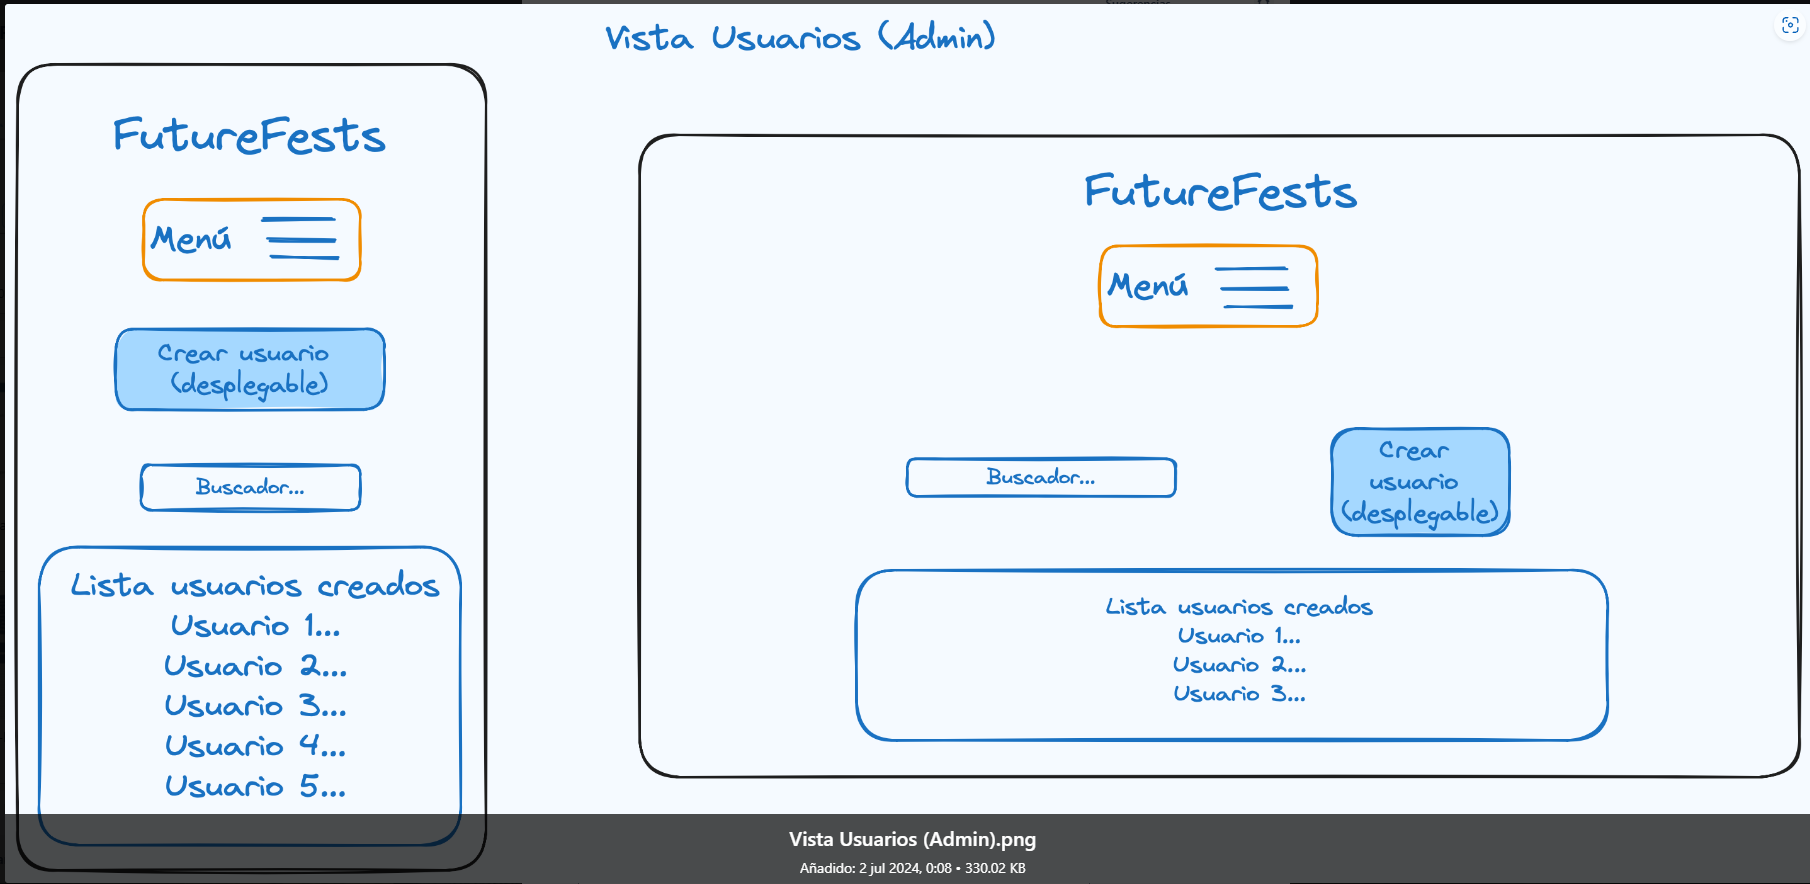 Vista Usuarios (Admin)
FutureFests
Menú
Crear usuario
(desplegable)
Buscador...
Lista usuarios creados
Usuario 1...
Usuario 2...
Usuario 3...
Usuario 4...
Usuario 5...
FutureFests
Menú
Buscador...
Crear
usuario
(desplegable)
Lista usuarios creados
Usuario 1...
Usuario 2...
Usuario 3...
Vista Usuarios (Admin).png
Añadido: 2 jul 2024, 0:08 • 330.02 KB